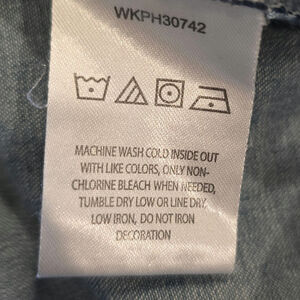 WKPH30742
MACHINE WASH COLD INSIDE OUT
WITH LIKE COLORS, ONLY NON-
CHLORINE BLEACH WHEN NEEDED,
TUMBLE DRY LOW OR LINE DRY,
LOW IRON, DO NOT IRON
DECORATION